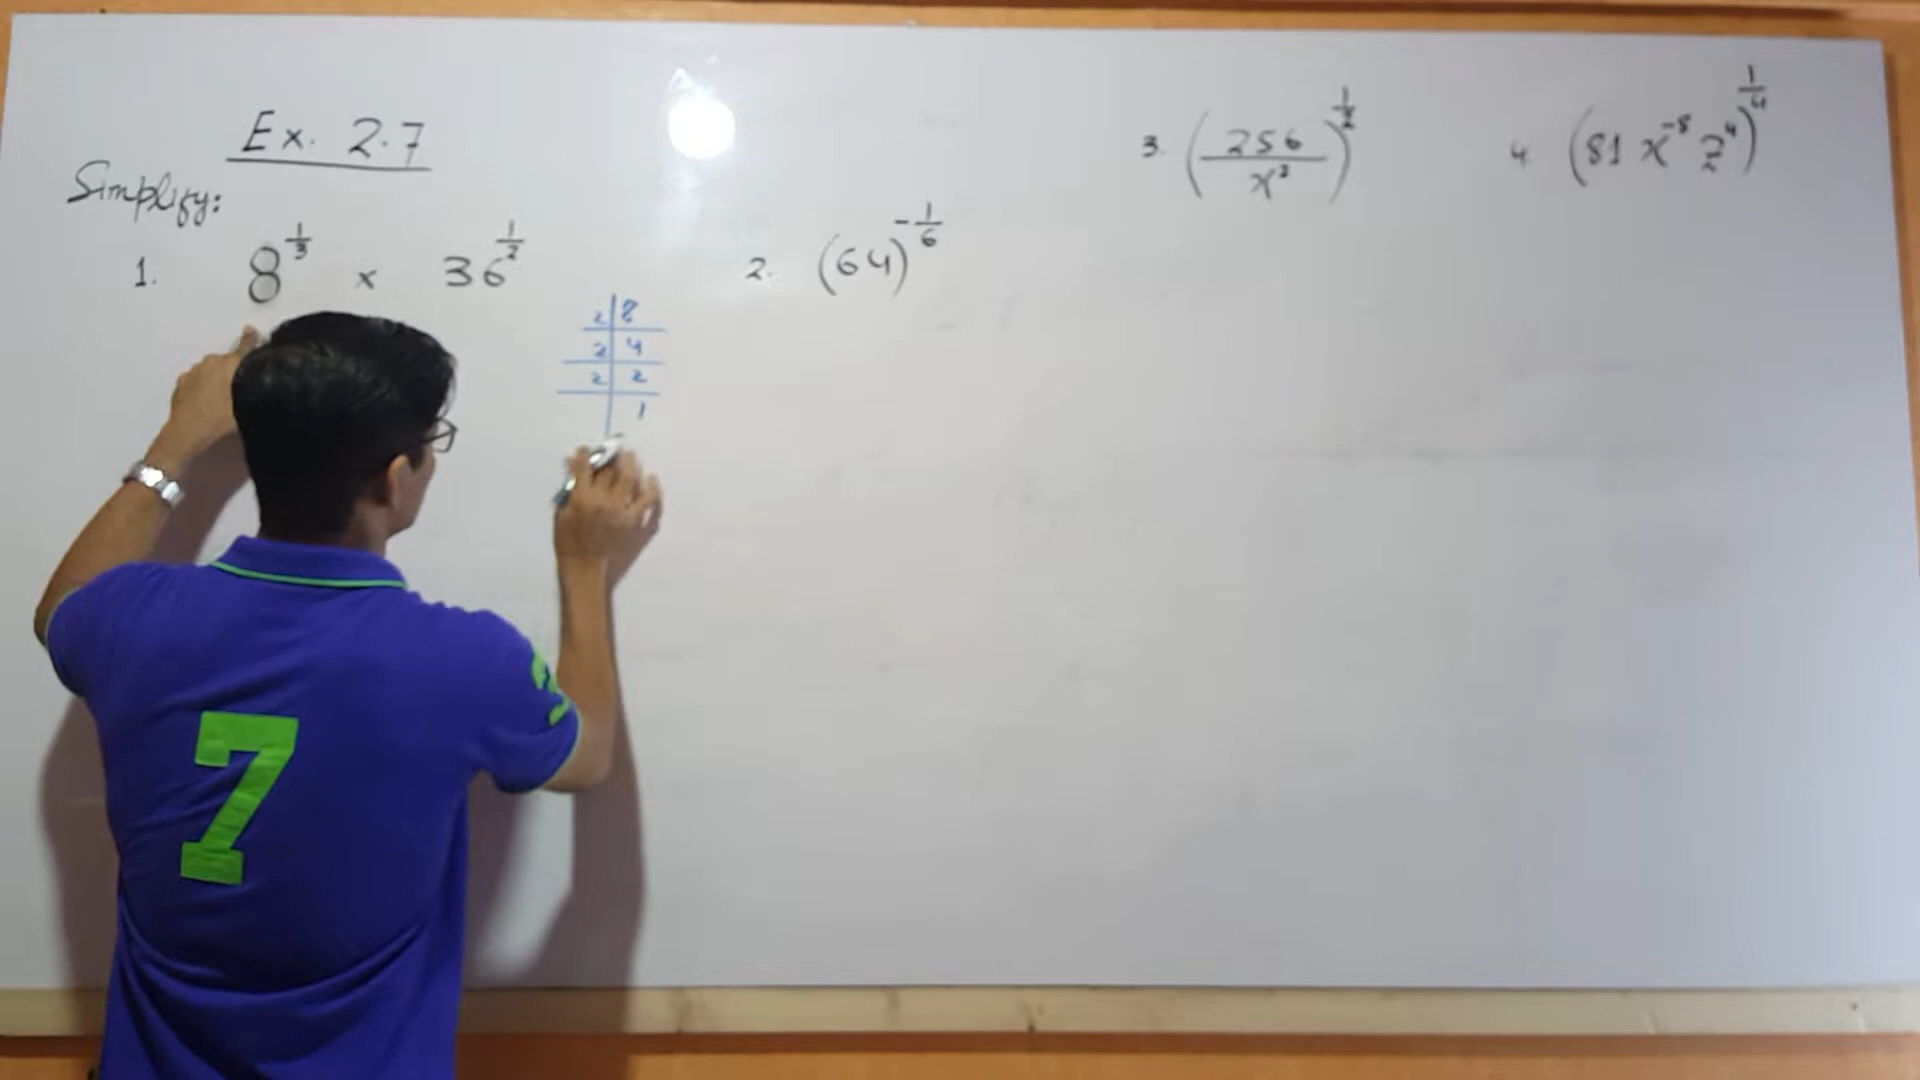 Ex. 2.7
Simplify:
1. 8^(1/3) x 36^(1/2)
2 | 8
2 | 4
2 | 2
1
2. (64)^(-1/6)
3. (256/x²)^(1/2)
4. (81 x^(-8) z^4)^(1/4)
7